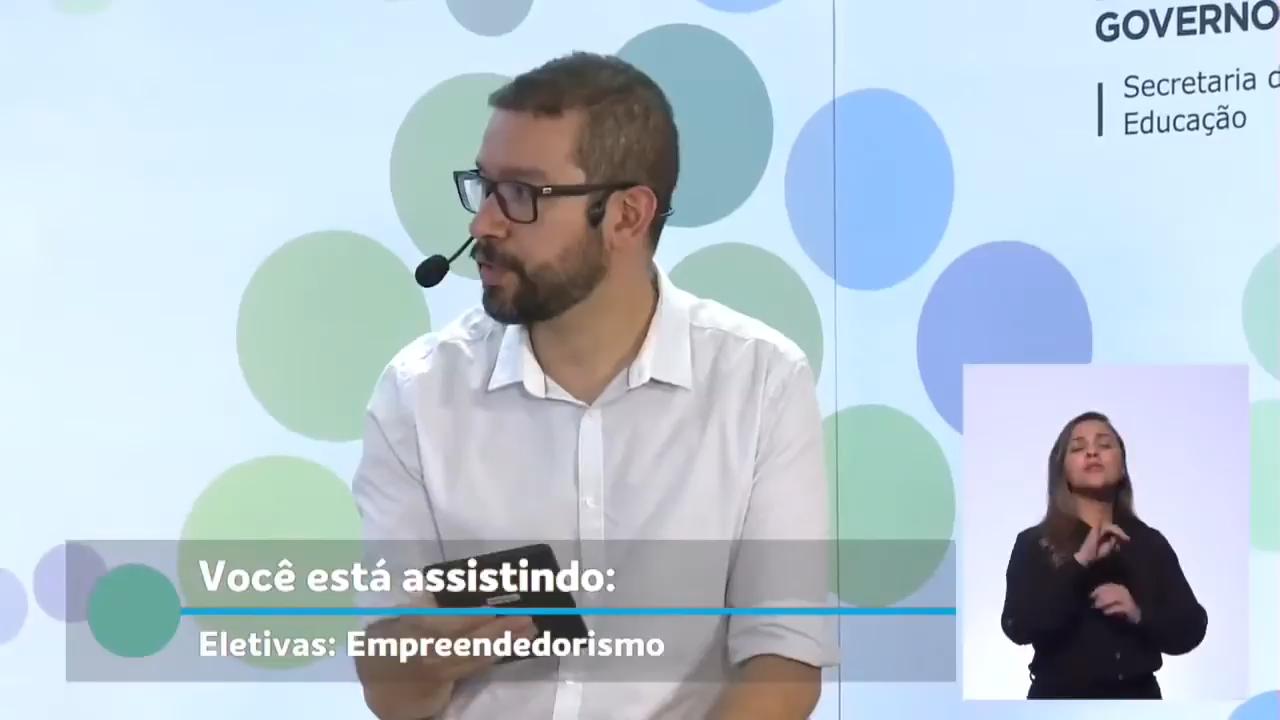 GOVERNO
Secretaria d
Educação
Você está assistindo:
Eletivas: Empreendedorismo